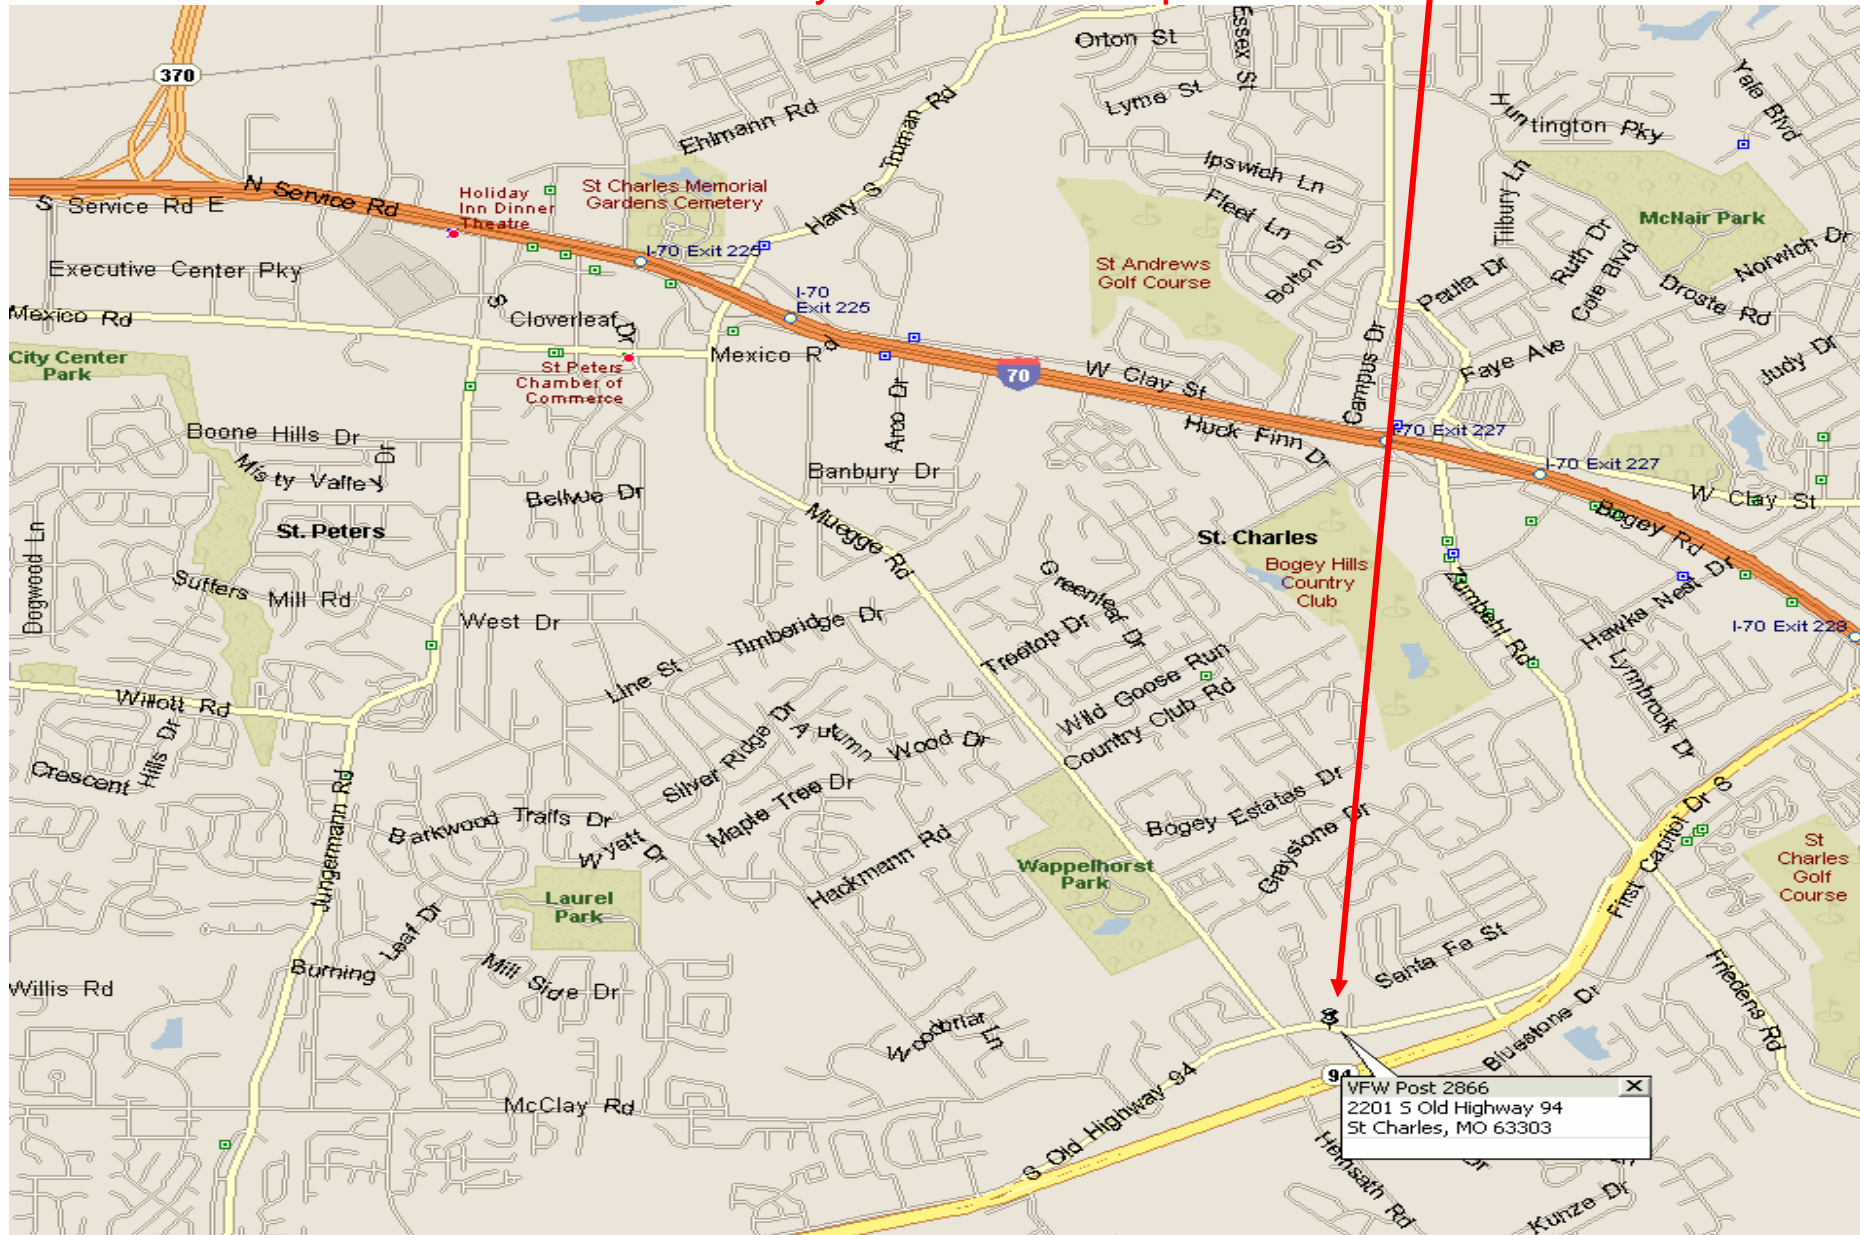 370
Orton St
Essex St
Lyme St
Yale Blvd
Huntington Pky
Ehlmann Rd
Harry S Truman Rd
Ipswich Ln
Fleet Ln
Tilbury Ln
McNair Park
N Service Rd
S Service Rd E
Holiday
Inn Dinner
Theatre
St Charles Memorial
Gardens Cemetery
I-70 Exit 225
Executive Center Pky
I-70
Exit 225
St Andrews
Golf Course
Bolton St
Paula Dr
Ruth Dr
Cole Blvd
Norwich Dr
Droste Rd
Mexico Rd
S Cloverleaf Dr
Mexico Rd
City Center
Park
St Peters
Chamber of
Commerce
Arco Dr
70
W Clay St
Campus Dr
Faye Ave
Judy Dr
Boone Hills Dr
Misty Valley Dr
Banbury Dr
Huck Finn Dr
I-70 Exit 227
I-70 Exit 227
W Clay St
Bellvue Dr
St. Peters
Muegge Rd
St. Charles
Bogey Rd
Dogwood Ln
Sutters Mill Rd
Greenleaf Dr
Bogey Hills
Country
Club
Zumbehl Rd
Hawks Nest Dr
West Dr
Timberidge Dr
Treetop Dr
I-70 Exit 228
Line St
Wild Goose Run
Lynnbrook Dr
Willott Rd
Country Club Rd
Crescent Hills Dr
Silver Ridge Dr
Autumn Wood Dr
Jungermann Rd
Maple Tree Dr
Bogey Estates Dr
First Capitol Dr S
Barkwood Trails Dr
Wyatt Dr
Hackmann Rd
Graystone Dr
Wappelhorst
Park
St
Charles
Golf
Course
Laurel
Park
Burning Leaf Dr
Mill Side Dr
Santa Fe St
Friedens Rd
Willis Rd
Woodbriar Ln
Bluestone Dr
94
McClay Rd
S Old Highway 94
VFW Post 2866
2201 S Old Highway 94
St Charles, MO 63303
Hemsath Rd
Dr
Kunze Dr